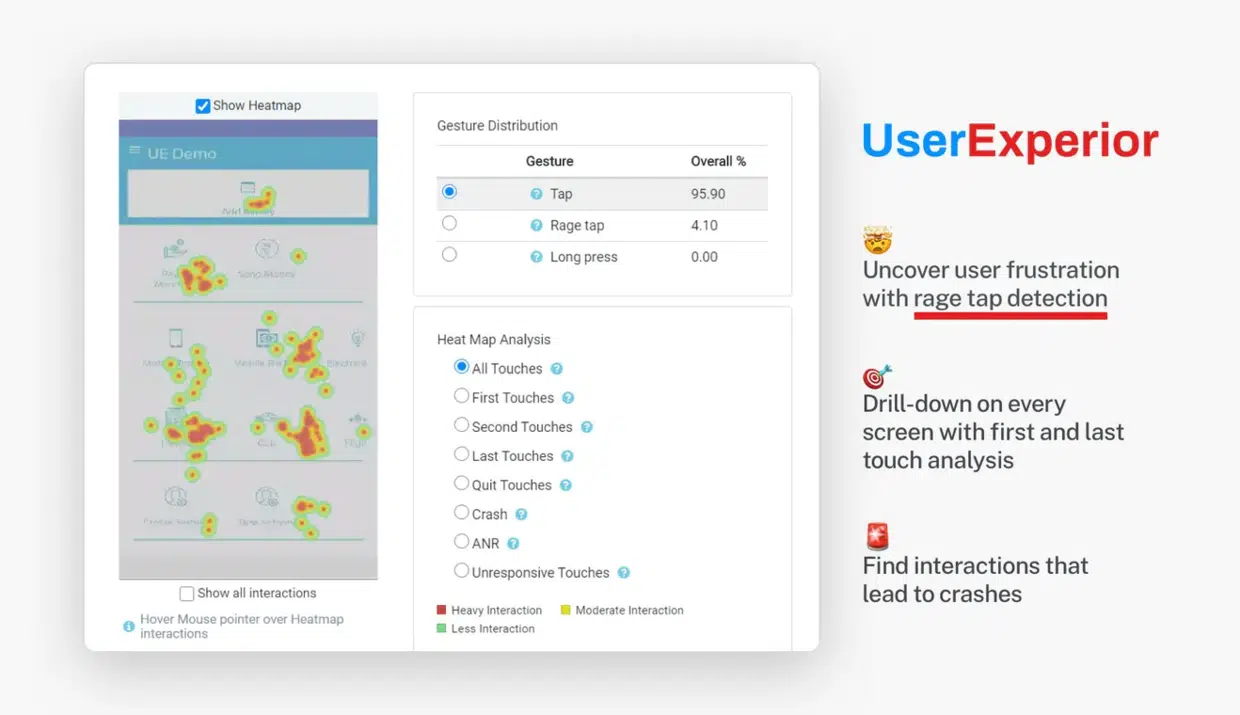 Show Heatmap
UE Demo
Show all interactions
Hover Mouse pointer over Heatmap
interactions
Gesture Distribution
Gesture Overall %
Tap 95.90
Rage tap 4.10
Long press 0.00
Heat Map Analysis
All Touches
First Touches
Second Touches
Last Touches
Quit Touches
Crash
ANR
Unresponsive Touches
Heavy Interaction Moderate Interaction
Less Interaction
UserExperior
Uncover user frustration
with rage tap detection
Drill-down on every
screen with first and last
touch analysis
Find interactions that
lead to crashes